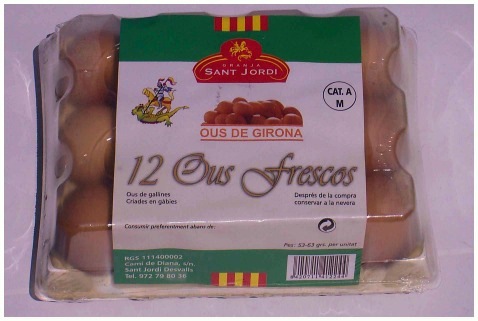 GRANJA
SANT JORDI
CAT. A
M
OUS DE GIRONA
12 Ous Frescos
Ous de gallines
Criades en gàbies
Després de la compra
conservar a la nevera
Consumir preferentment abans de:
Pes: 53-63 grs. per unitat
RGS 111400002
Camí de Diana, s/n.
Sant Jordi Desvalls
Tel. 972 79 80 38